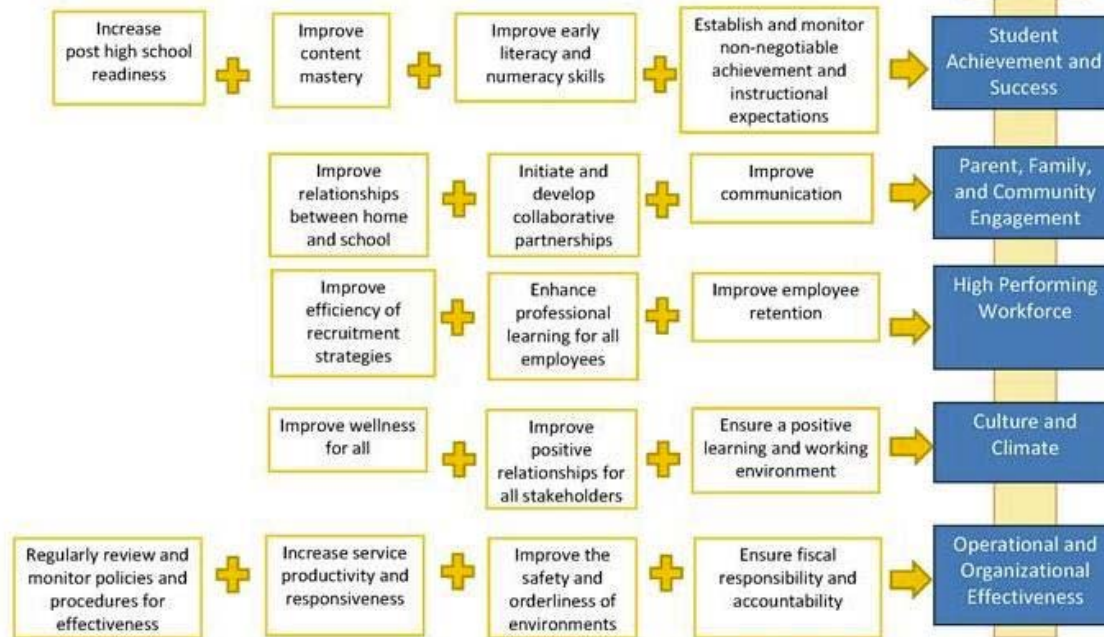 Increase
post high school
readiness
Improve
content
mastery
Improve early
literacy and
numeracy skills
Establish and monitor
non-negotiable
achievement and
instructional
expectations
Student
Achievement and
Success
Improve
relationships
between home
and school
Initiate and
develop
collaborative
partnerships
Improve
communication
Parent, Family,
and Community
Engagement
Improve
efficiency of
recruitment
strategies
Enhance
professional
learning for all
employees
Improve employee
retention
High Performing
Workforce
Improve wellness
for all
Improve
positive
relationships for
all stakeholders
Ensure a positive
learning and working
environment
Culture and
Climate
Regularly review and
monitor policies and
procedures for
effectiveness
Increase service
productivity and
responsiveness
Improve the
safety and
orderliness of
environments
Ensure fiscal
responsibility and
accountability
Operational and
Organizational
Effectiveness